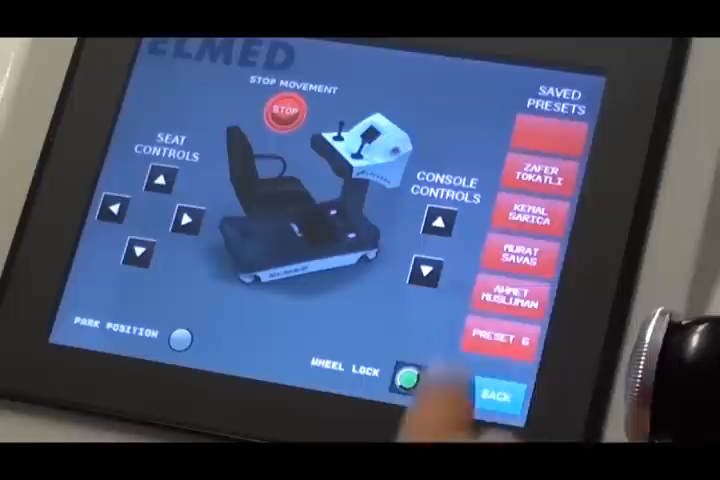 ELMED
STOP MOVEMENT
STOP
SAVED
PRESETS
SEAT
CONTROLS
ZAFER
TOKATLI
CONSOLE
CONTROLS
KEMAL
SARICA
MURAT
SAVAS
AHMET
MUSLUMAN
PARK POSITION
PRESET 6
WHEEL LOCK
BACK